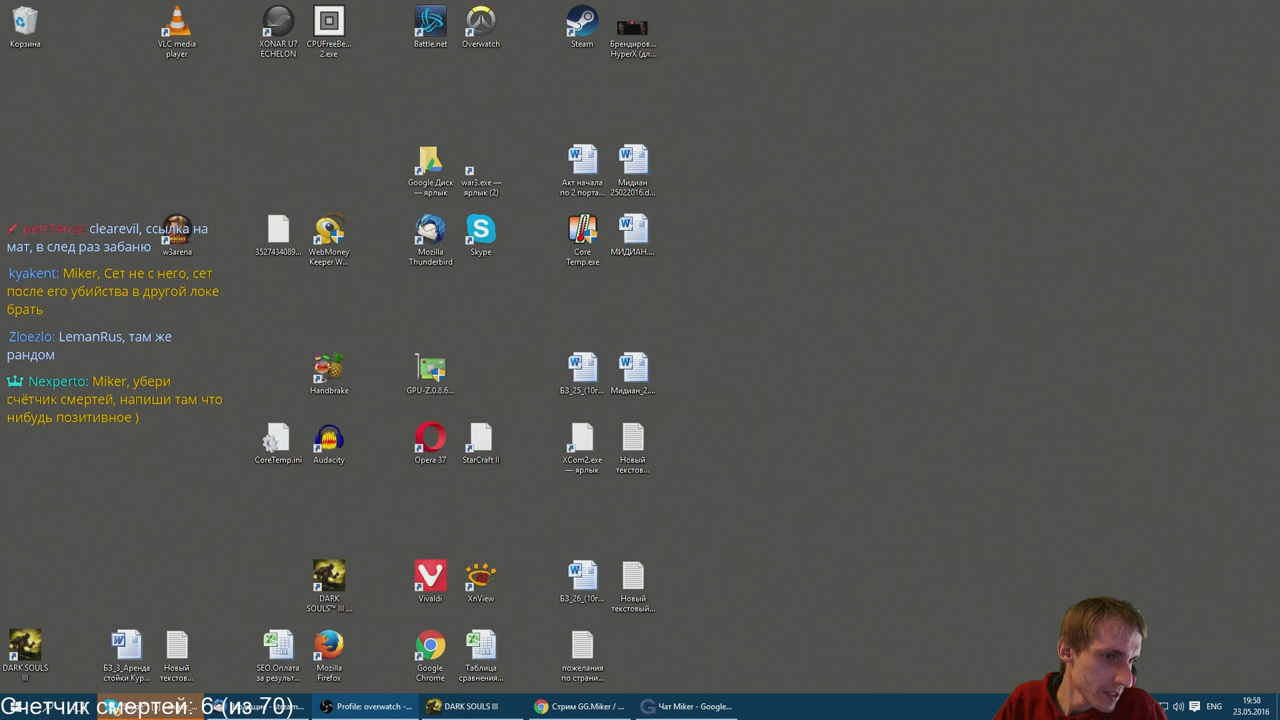 Корзина
VLC media
player
XONAR U7
ECHELON
CPUFreeBe...
2.exe
Battle.net
Overwatch
Steam
Брендиров...
HyperX (дл...
Google Диск
— ярлык
war3.exe —
ярлык (2)
Акт начала
по 2 порта...
Мидиан
25022016.d...
clearevil, ссылка на
мат, в след раз забаню
w3arena
3527434089...
WebMoney
Keeper W...
Mozilla
Thunderbird
Skype
Core
Temp.exe
МИДИАН....
kyakent: Miker, Сет не с него, сет
после его убийства в другой локе
брать
Zloezlo: LemanRus, там же
рандом
Nexperto: Miker, убери
счётчик смертей, напиши там что
нибудь позитивное )
Handbrake
GPU-Z.0.8.6...
БЗ_25_(10г...
Мидиан_2....
CoreTemp.ini
Audacity
Opera 37
StarCraft II
XCom2.exe
— ярлык
Новый
текстов...
DARK
SOULS™ III ...
Vivaldi
XnView
БЗ_26_(10г...
Новый
текстовый...
DARK SOULS
III
БЗ_3_Аренда
стойки Кур...
Новый
текстов...
SEO.Оплата
за результ...
Mozilla
Firefox
Google
Chrome
Таблица
сравнения...
пожелания
по страни...
Счетчик смертей: 6 (из 70)
Profile: overwatch -...
DARK SOULS III
Стрим GG.Miker / ...
Чат Miker - Google...
ENG
19:58
23.05.2016